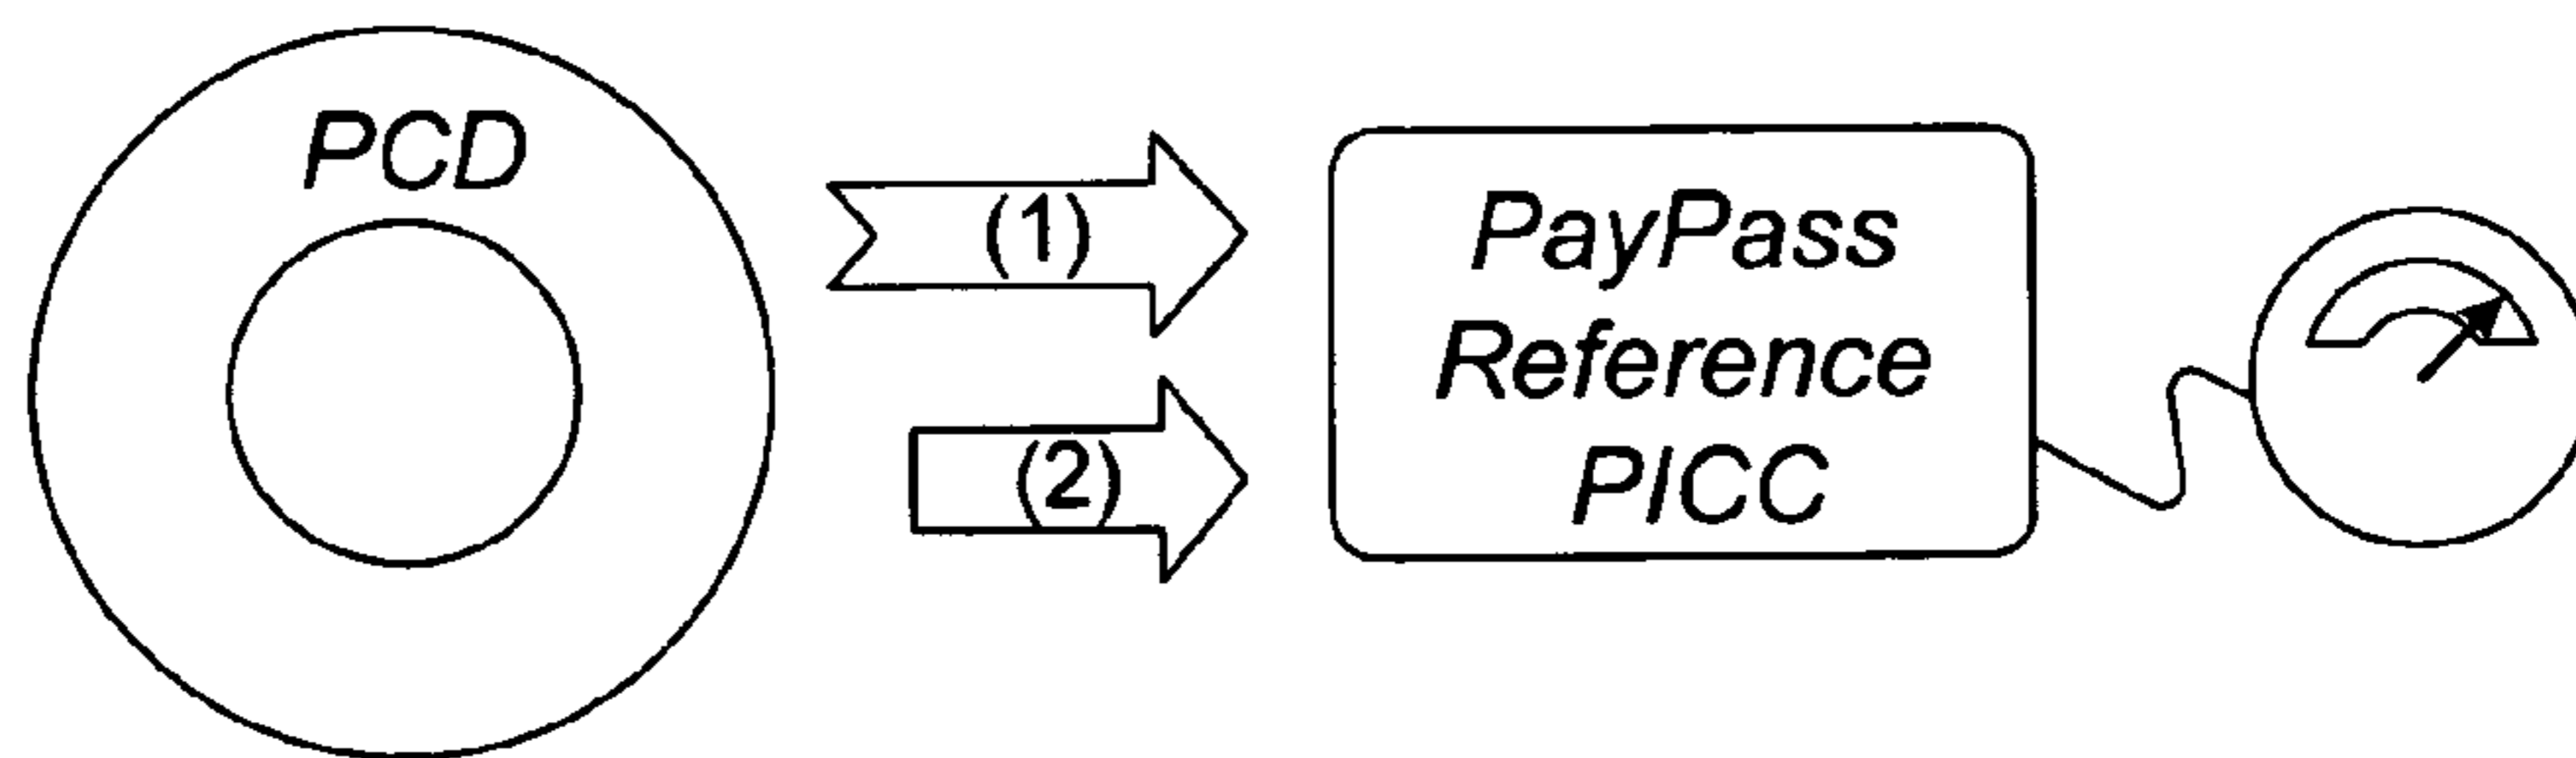 PCD
(1)
(2)
PayPass
Reference
PICC